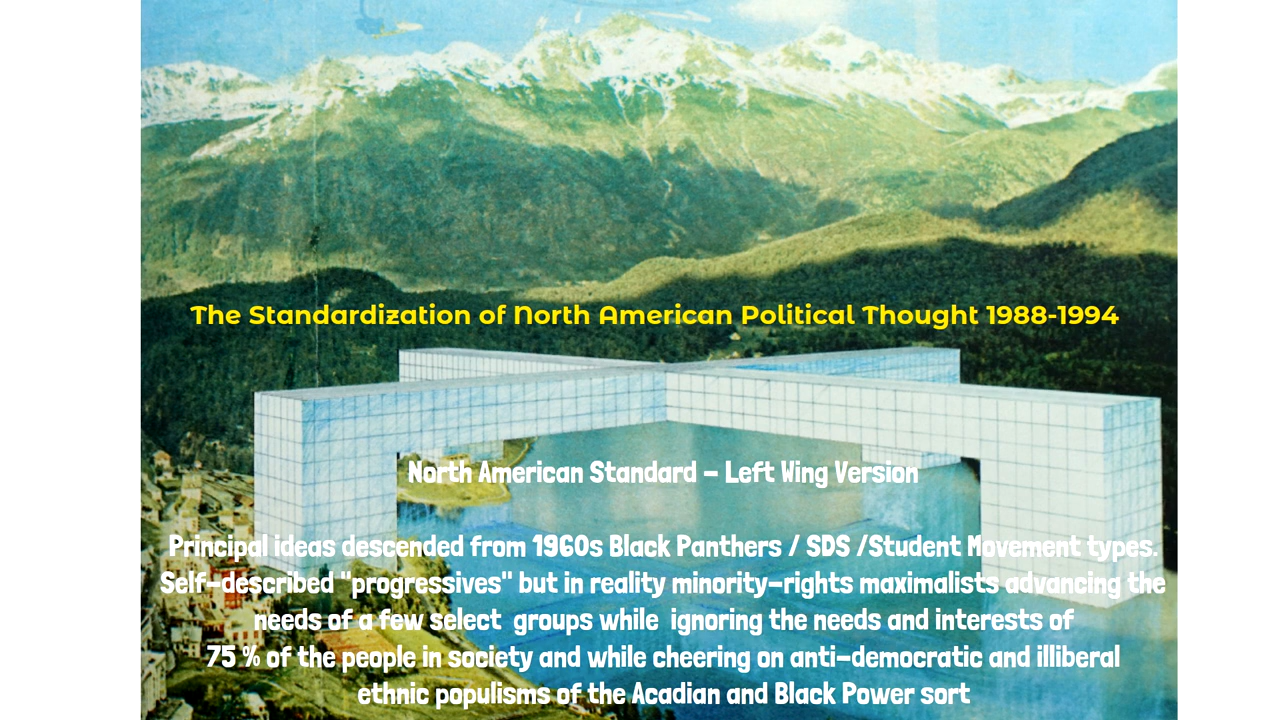 The Standardization of North American Political Thought 1988-1994
North American Standard – Left Wing Version
Principal ideas descended from 1960s Black Panthers / SDS /Student Movement types.
Self-described "progressives" but in reality minority-rights maximalists advancing the
needs of a few select groups while ignoring the needs and interests of
75 % of the people in society and while cheering on anti-democratic and illiberal
ethnic populisms of the Acadian and Black Power sort